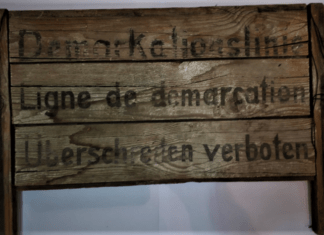 Demarkationslinie
Ligne de demarcation
Überschreiten verboten